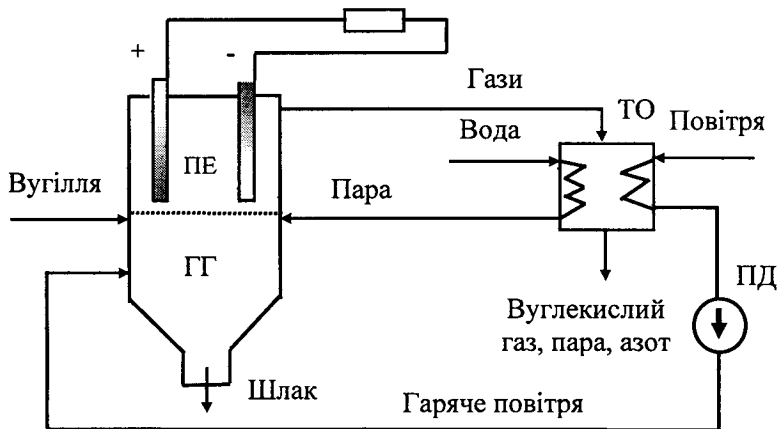 +
-
Гази
ТО
Вода
Повітря
ПЕ
Вугілля
Пара
ГГ
ПД
Вуглекислий
газ, пара, азот
Шлак
Гаряче повітря